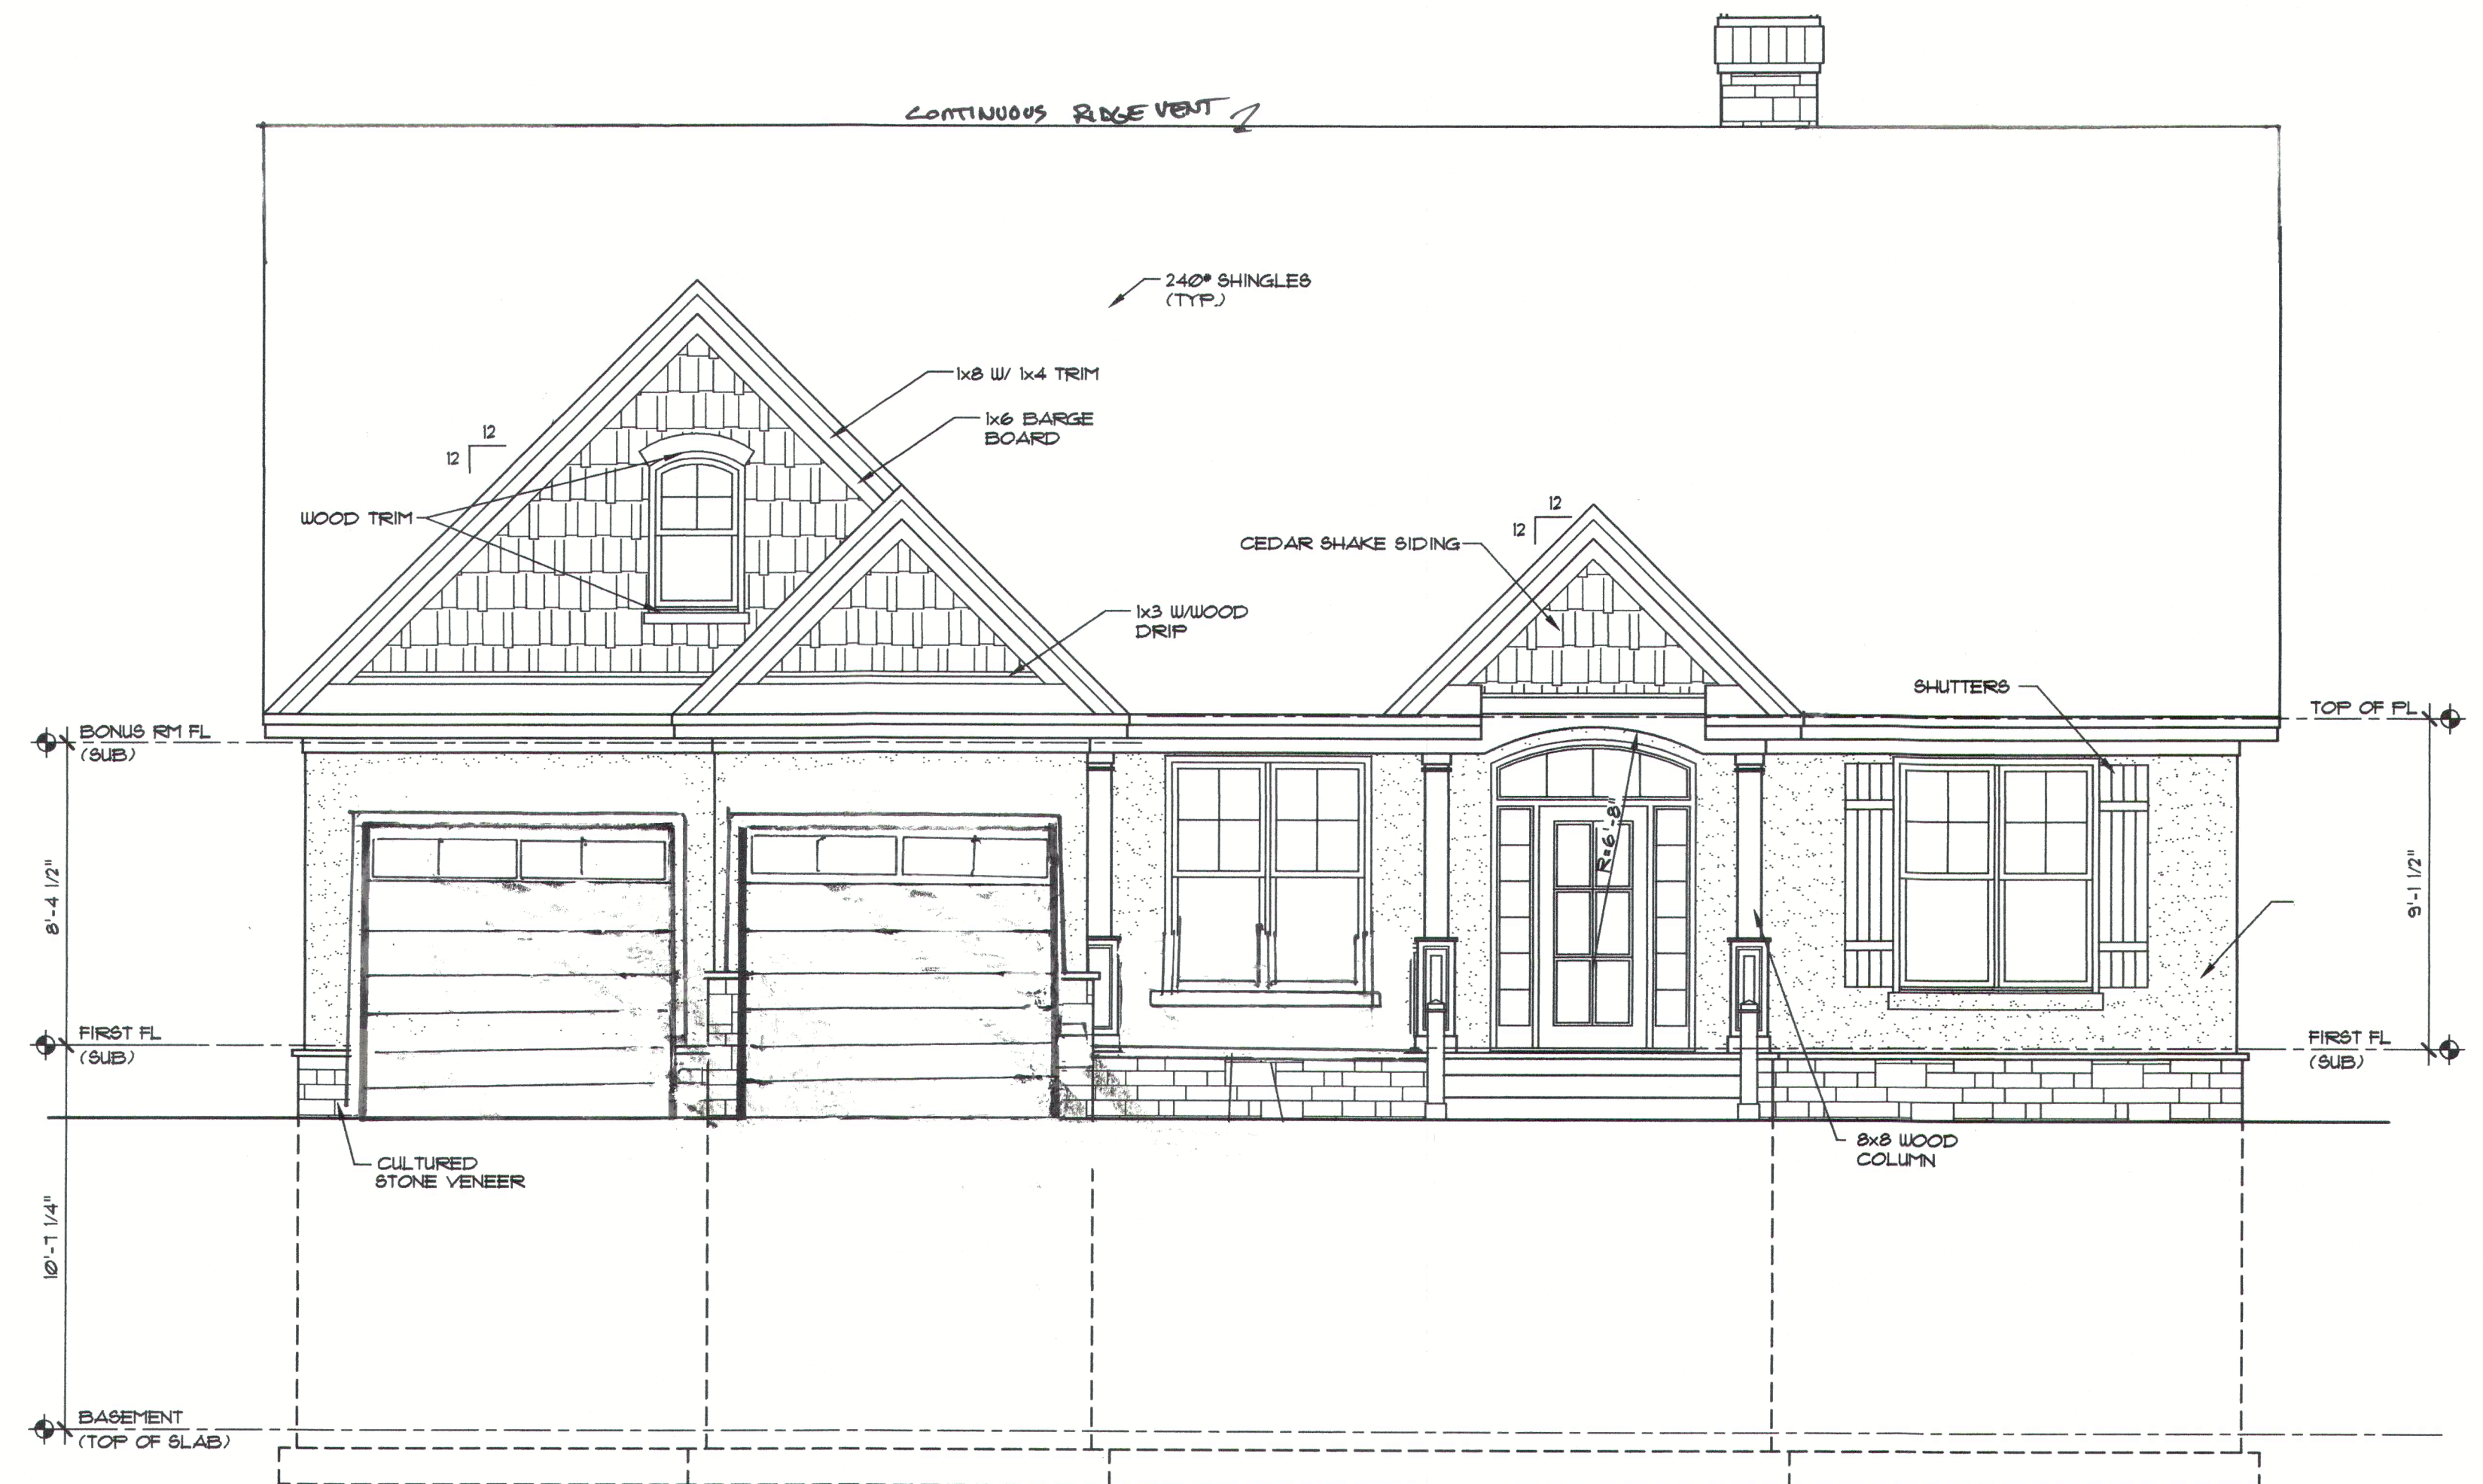 CONTINUOUS RIDGE VENT
240# SHINGLES
(TYP.)
1x8 W/ 1x4 TRIM
1x6 BARGE
BOARD
12
12
WOOD TRIM
12
12
CEDAR SHAKE SIDING
1x3 W/WOOD
DRIP
SHUTTERS
TOP OF PL
BONUS RM FL
(SUB)
R=6'-8"
8'-4 1/2"
9'-1 1/2"
FIRST FL
(SUB)
FIRST FL
(SUB)
8x8 WOOD
COLUMN
CULTURED
STONE VENEER
10'-7 1/4"
BASEMENT
(TOP OF SLAB)